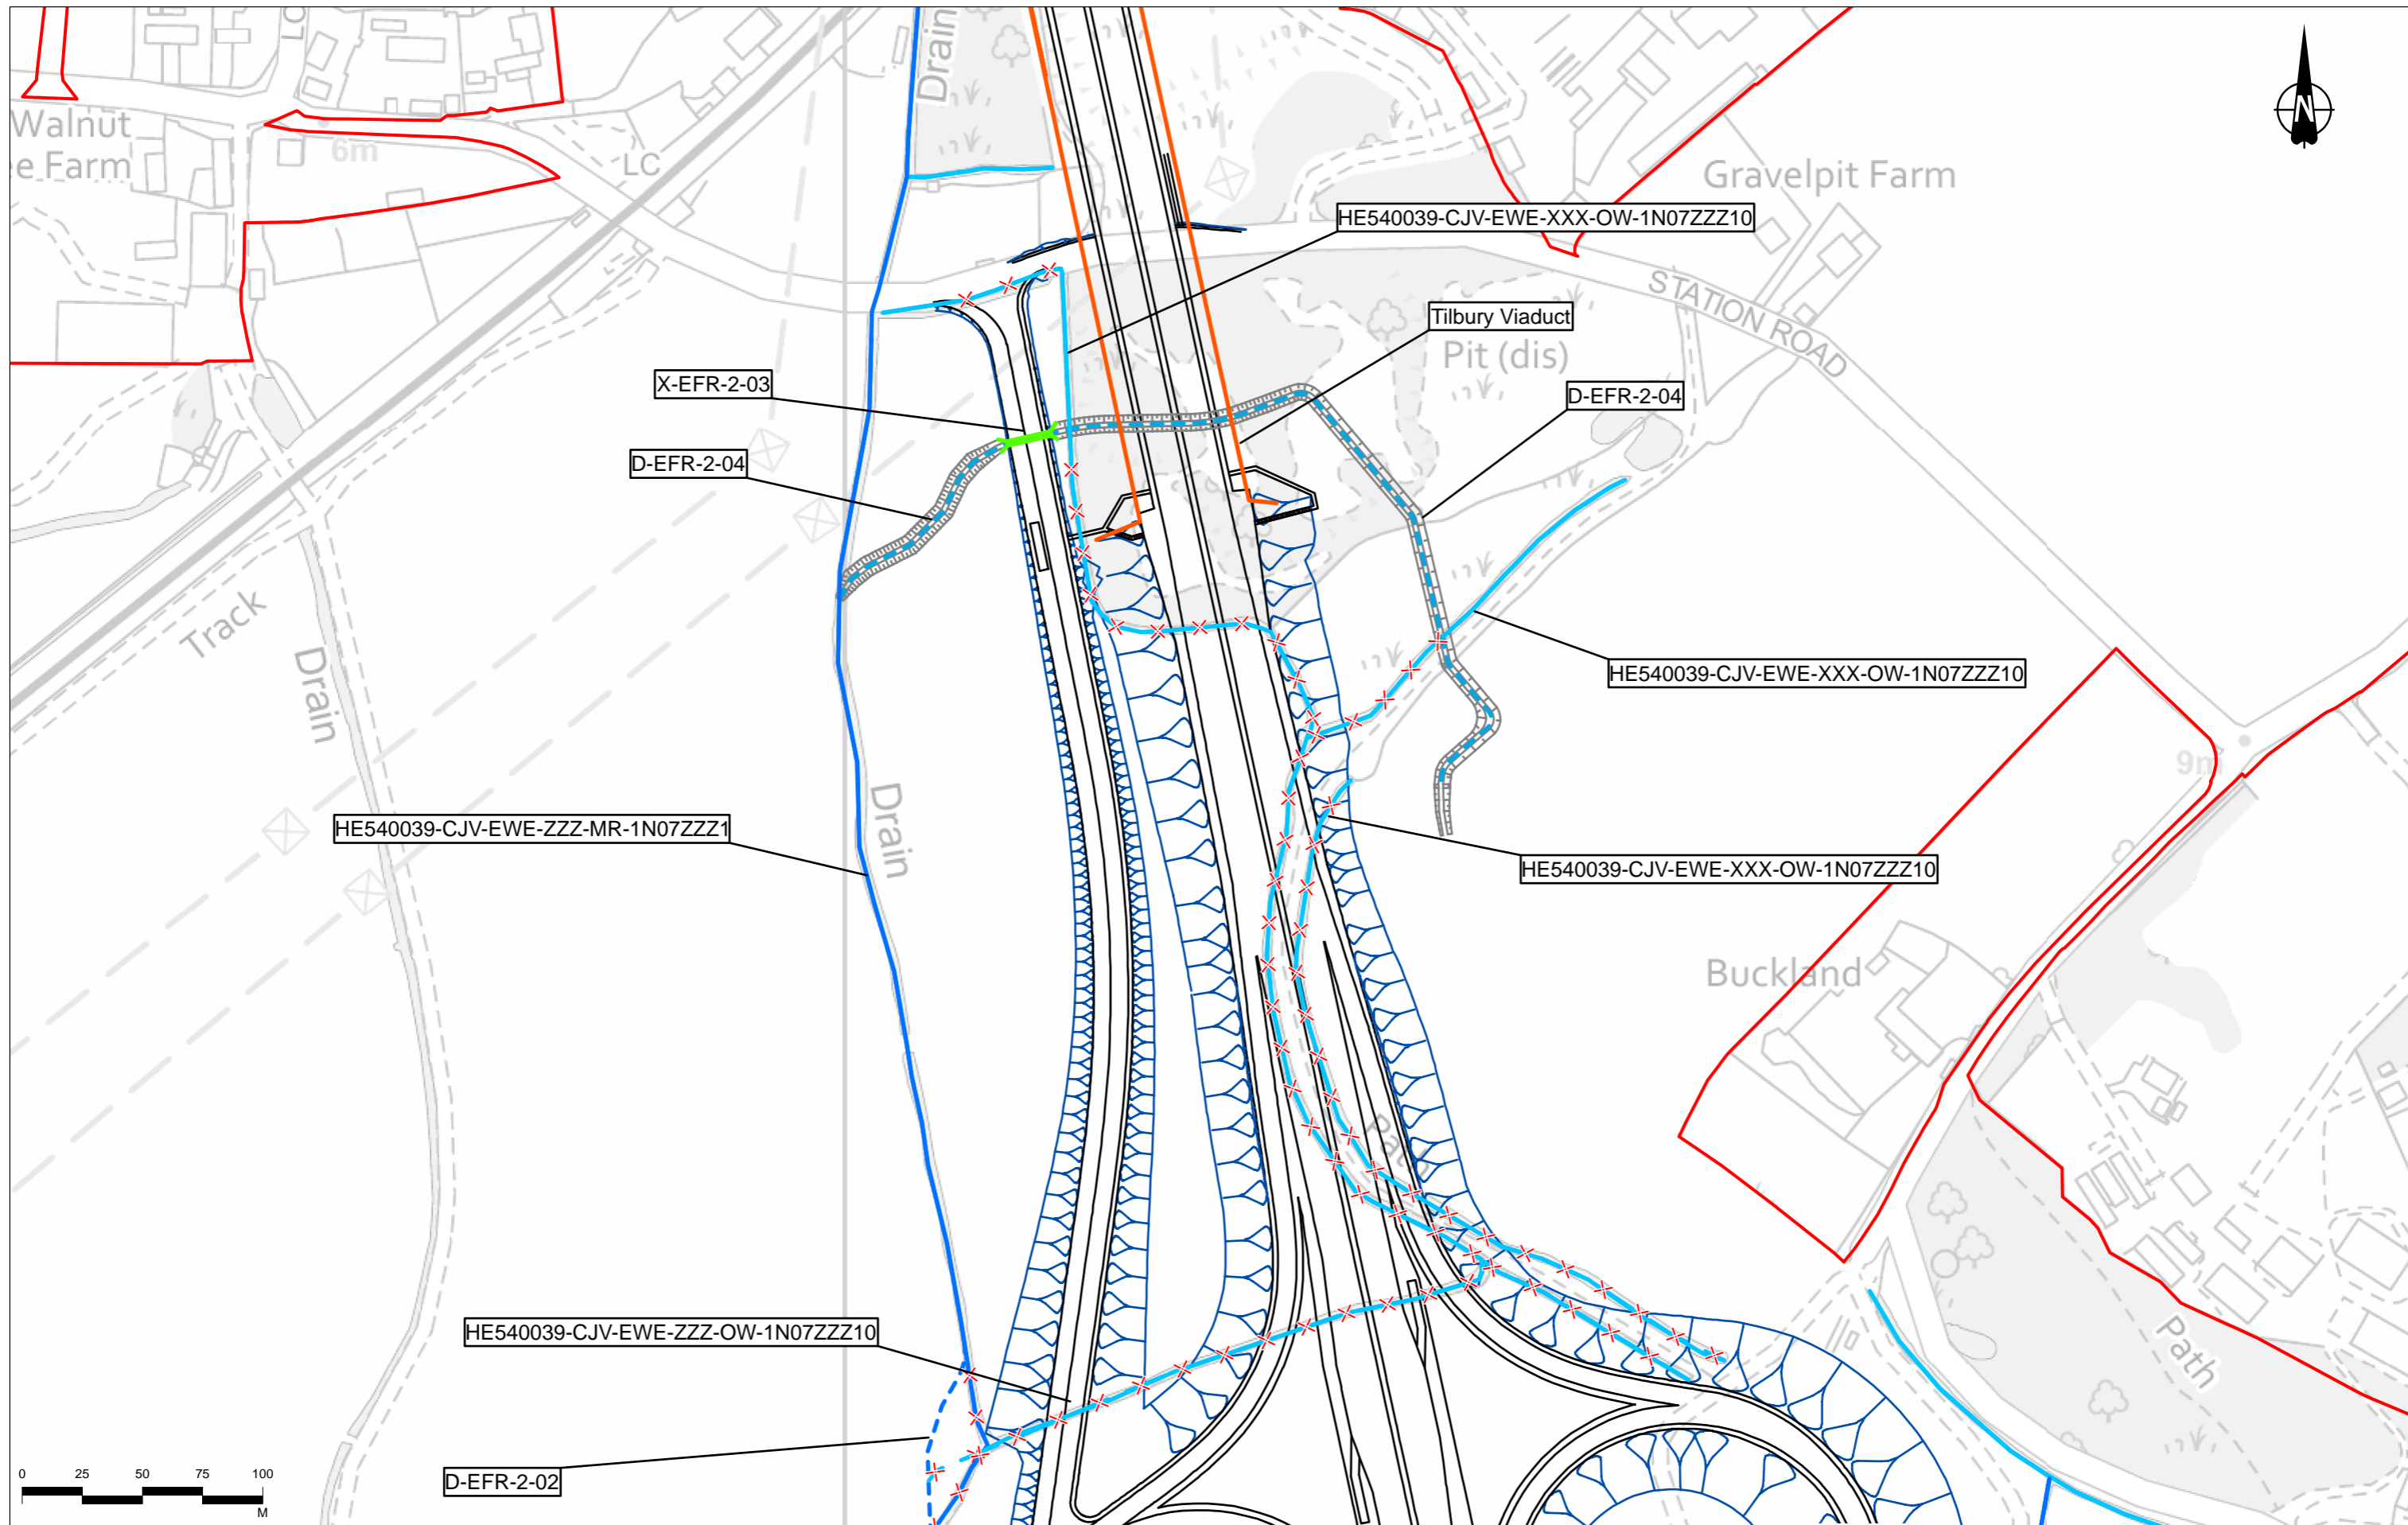 LO
Drain
N
Walnut
e Farm
6m
LC
Gravelpit Farm
HE540039-CJV-EWE-XXX-OW-1N07ZZZ10
STATION ROAD
Tilbury Viaduct
Pit (dis)
X-EFR-2-03
D-EFR-2-04
D-EFR-2-04
Track
Drain
HE540039-CJV-EWE-XXX-OW-1N07ZZZ10
9m
Drain
HE540039-CJV-EWE-ZZZ-MR-1N07ZZZ1
HE540039-CJV-EWE-XXX-OW-1N07ZZZ10
Buckland
Path
HE540039-CJV-EWE-ZZZ-OW-1N07ZZZ10
Path
D-EFR-2-02
0 25 50 75 100
M